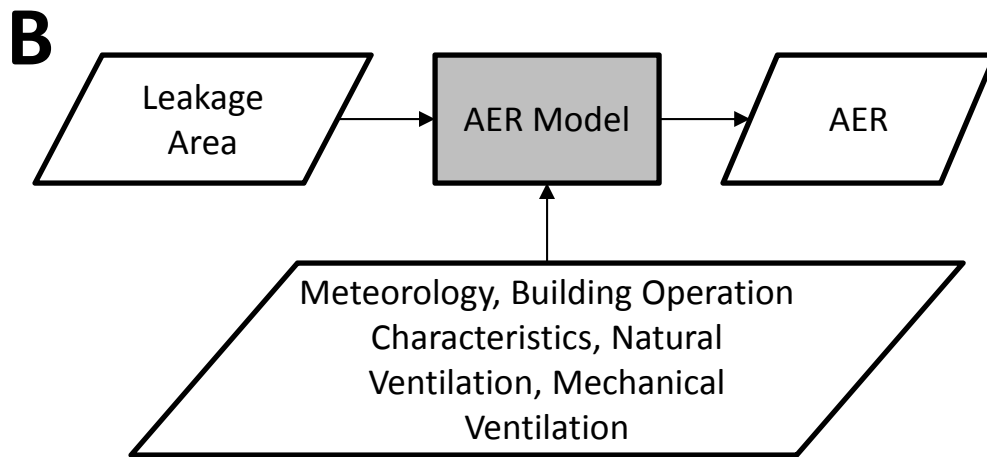 B
Leakage
Area
AER Model
AER
Meteorology, Building Operation
Characteristics, Natural
Ventilation, Mechanical
Ventilation